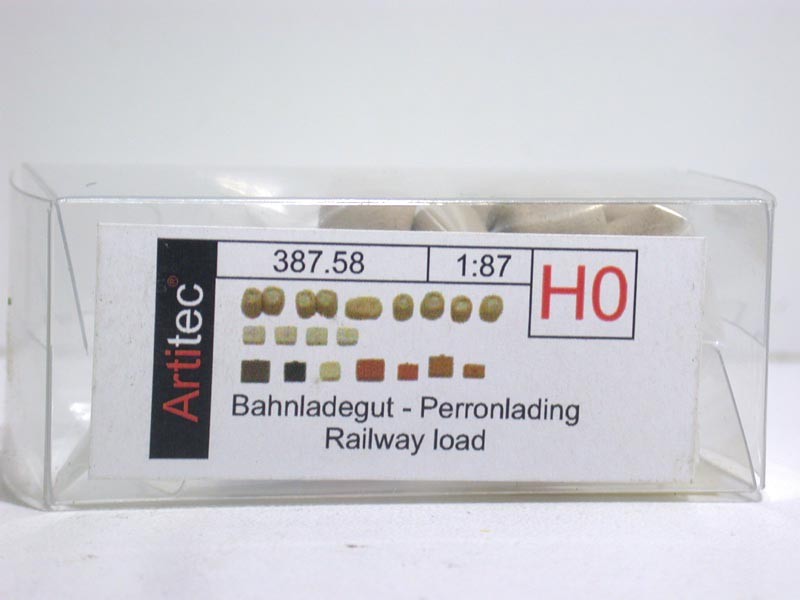 Artitec®
387.58
1:87
H0
Bahnladegut - Perronlading
Railway load